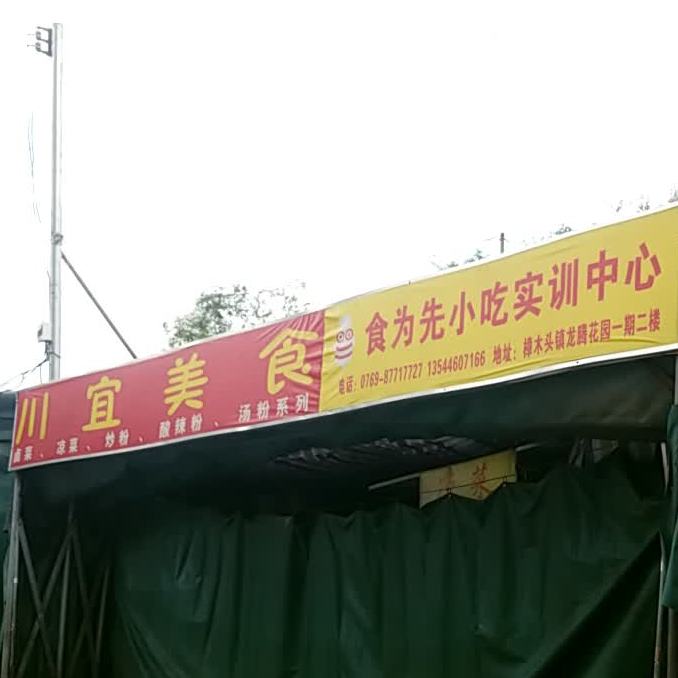 川宜美食
卤菜、凉菜、炒粉、酸辣粉、汤粉系列
食为先小吃实训中心
电话：0769-87717727 13544607166 地址：樟木头镇龙腾花园一期二楼
菜